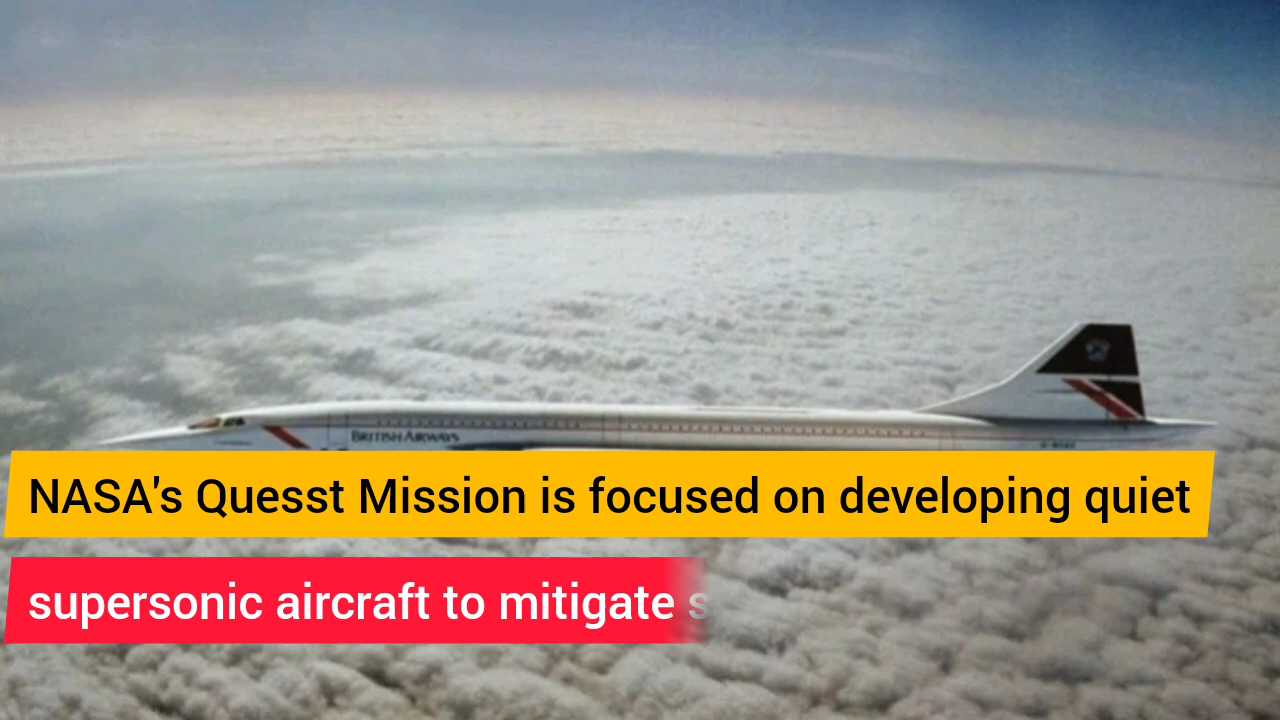 BRITISH AIRWAYS
NASA's Quesst Mission is focused on developing quiet
supersonic aircraft to mitigate s